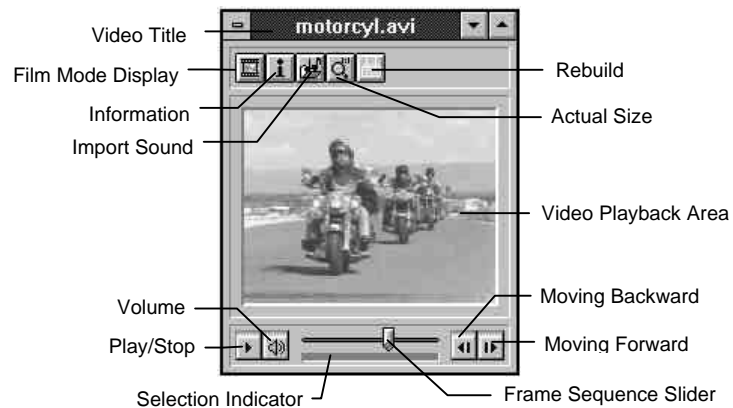 Video Title
motorcyl.avi
Film Mode Display
Rebuild
Information
Actual Size
Import Sound
Video Playback Area
Volume
Moving Backward
Play/Stop
Moving Forward
Selection Indicator
Frame Sequence Slider